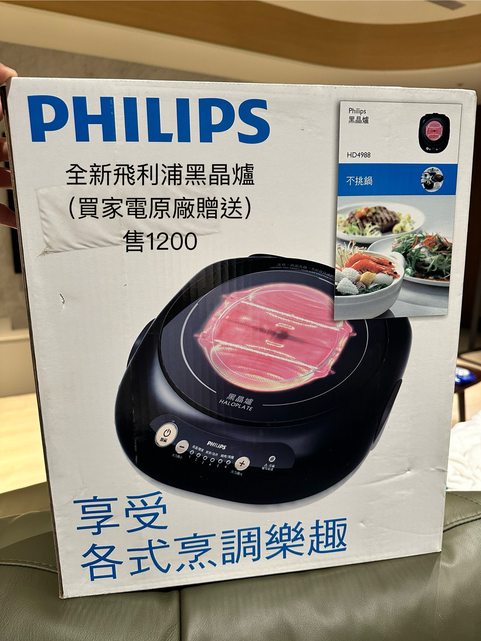 PHILIPS
Philips
黑晶爐
HD4988
不挑鍋
全新飛利浦黑晶爐
（買家電原廠贈送）
售1200
黑晶爐
HALOPLATE
PHILIPS
享受
各式烹調樂趣